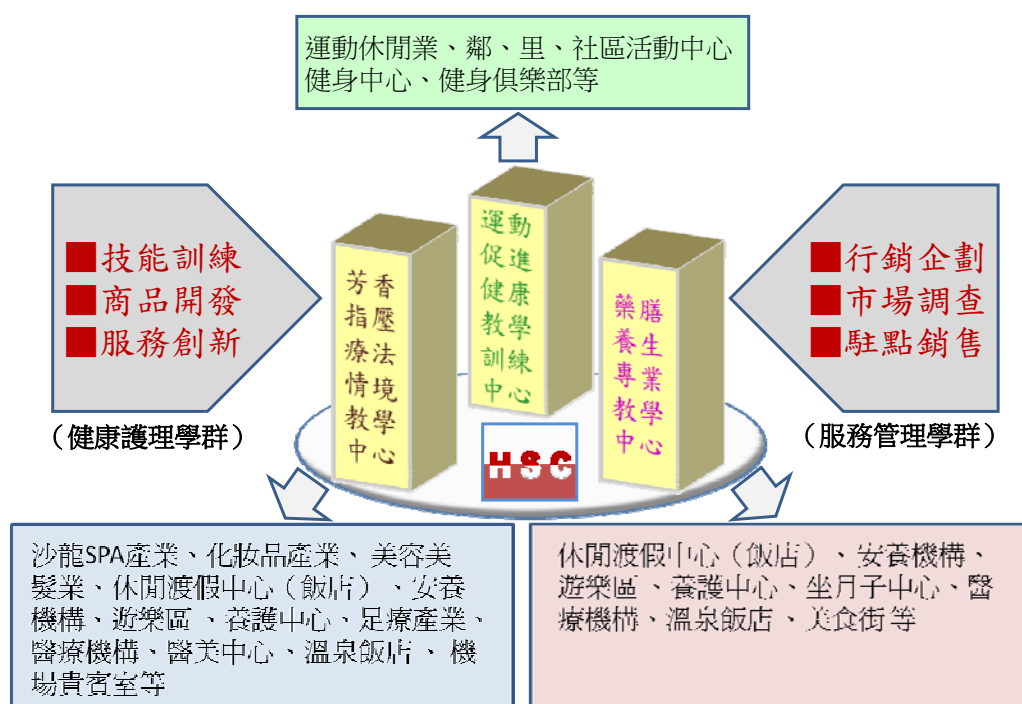 運動休閒業、鄰、里、社區活動中心
健身中心、健身俱樂部等
■技能訓練
■商品開發
■服務創新
(健康護理學群)
芳香
指壓
療法
情境
教學
中心
運動
促進
健康
教學
訓練
中心
藥膳
養生
專業
教學
中心
■行銷企劃
■市場調查
■駐點銷售
(服務管理學群)
HSC
沙龍SPA產業、化妝品產業、美容美
髮業、休閒渡假中心(飯店)、安養
機構、遊樂區、養護中心、足療產業、
醫療機構、醫美中心、溫泉飯店、機
場貴賓室等
休閒渡假中心(飯店)、安養機構、
遊樂區、養護中心、坐月子中心、醫
療機構、溫泉飯店、美食街等